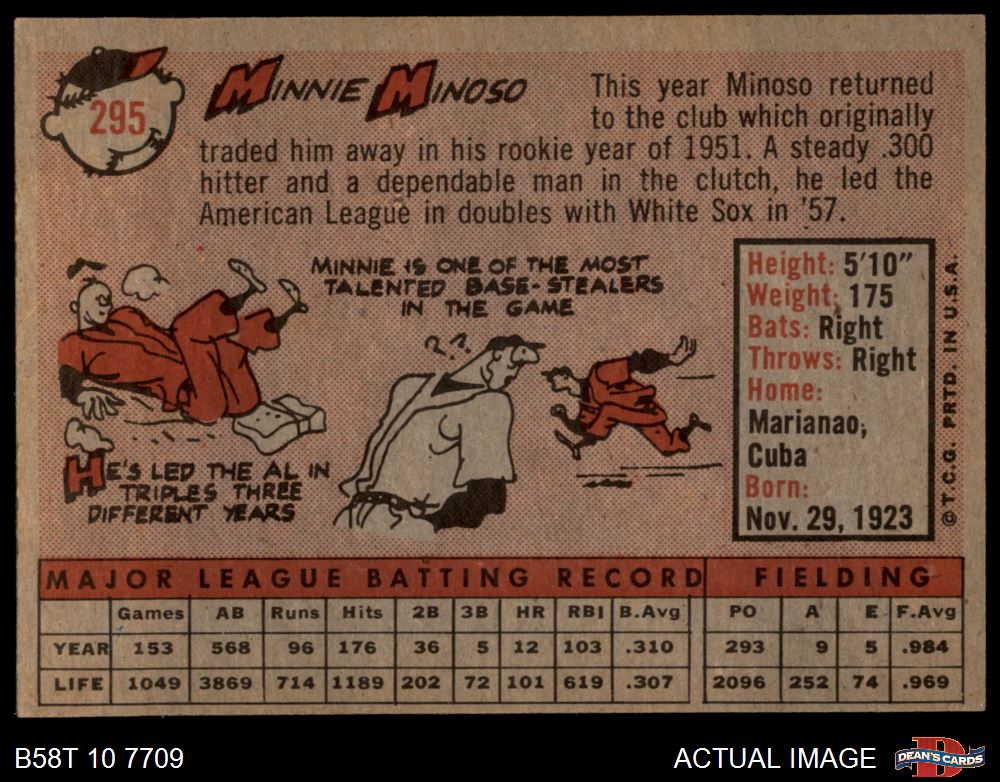 295
MINNIE MINOSO
This year Minoso returned
to the club which originally
traded him away in his rookie year of 1951. A steady .300
hitter and a dependable man in the clutch, he led the
American League in doubles with White Sox in '57.
MINNIE IS ONE OF THE MOST
TALENTED BASE-STEALERS
IN THE GAME
??
HE'S LED THE AL IN
TRIPLES THREE
DIFFERENT YEARS
Height: 5'10"
Weight: 175
Bats: Right
Throws: Right
Home:
Marianao,
Cuba
Born:
Nov. 29, 1923
© T.C.G. PRTD. IN U.S.A.
MAJOR LEAGUE BATTING RECORD FIELDING
Games AB Runs Hits 2B 3B HR RBI B.Avg PO A E F.Avg
YEAR 153 568 96 176 36 5 12 103 .310 293 9 5 .984
LIFE 1049 3869 714 1189 202 72 101 619 .307 2096 252 74 .969
B58T 10 7709 ACTUAL IMAGE
D
DEAN'S CARDS